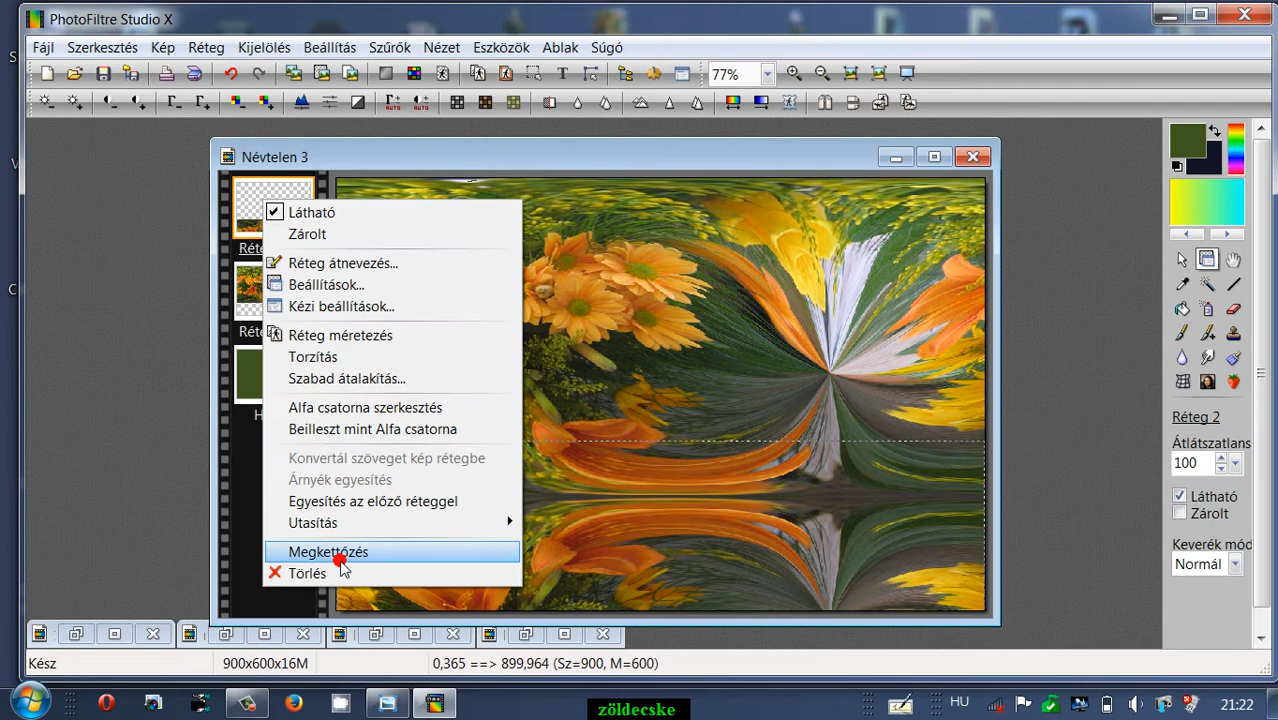 PhotoFiltre Studio X
Fájl Szerkesztés Kép Réteg Kijelölés Beállítás Szűrők Nézet Eszközök Ablak Súgó
77%
Névtelen 3
Látható
Zárolt
Réteg átnevezés...
Beállítások...
Kézi beállítások...
Réteg méretezés
Torzítás
Szabad átalakítás...
Alfa csatorna szerkesztés
Beilleszt mint Alfa csatorna
Konvertál szöveget kép rétegbe
Árnyék egyesítés
Egyesítés az előző réteggel
Utasítás
Megkettőzés
Törlés
Réteg 2
Átlátszatlans
100
Látható
Zárolt
Keverék mód
Normál
Kész 900x600x16M 0,365 ==> 899,964 (Sz=900, M=600)
zöldecske
HU 21:22